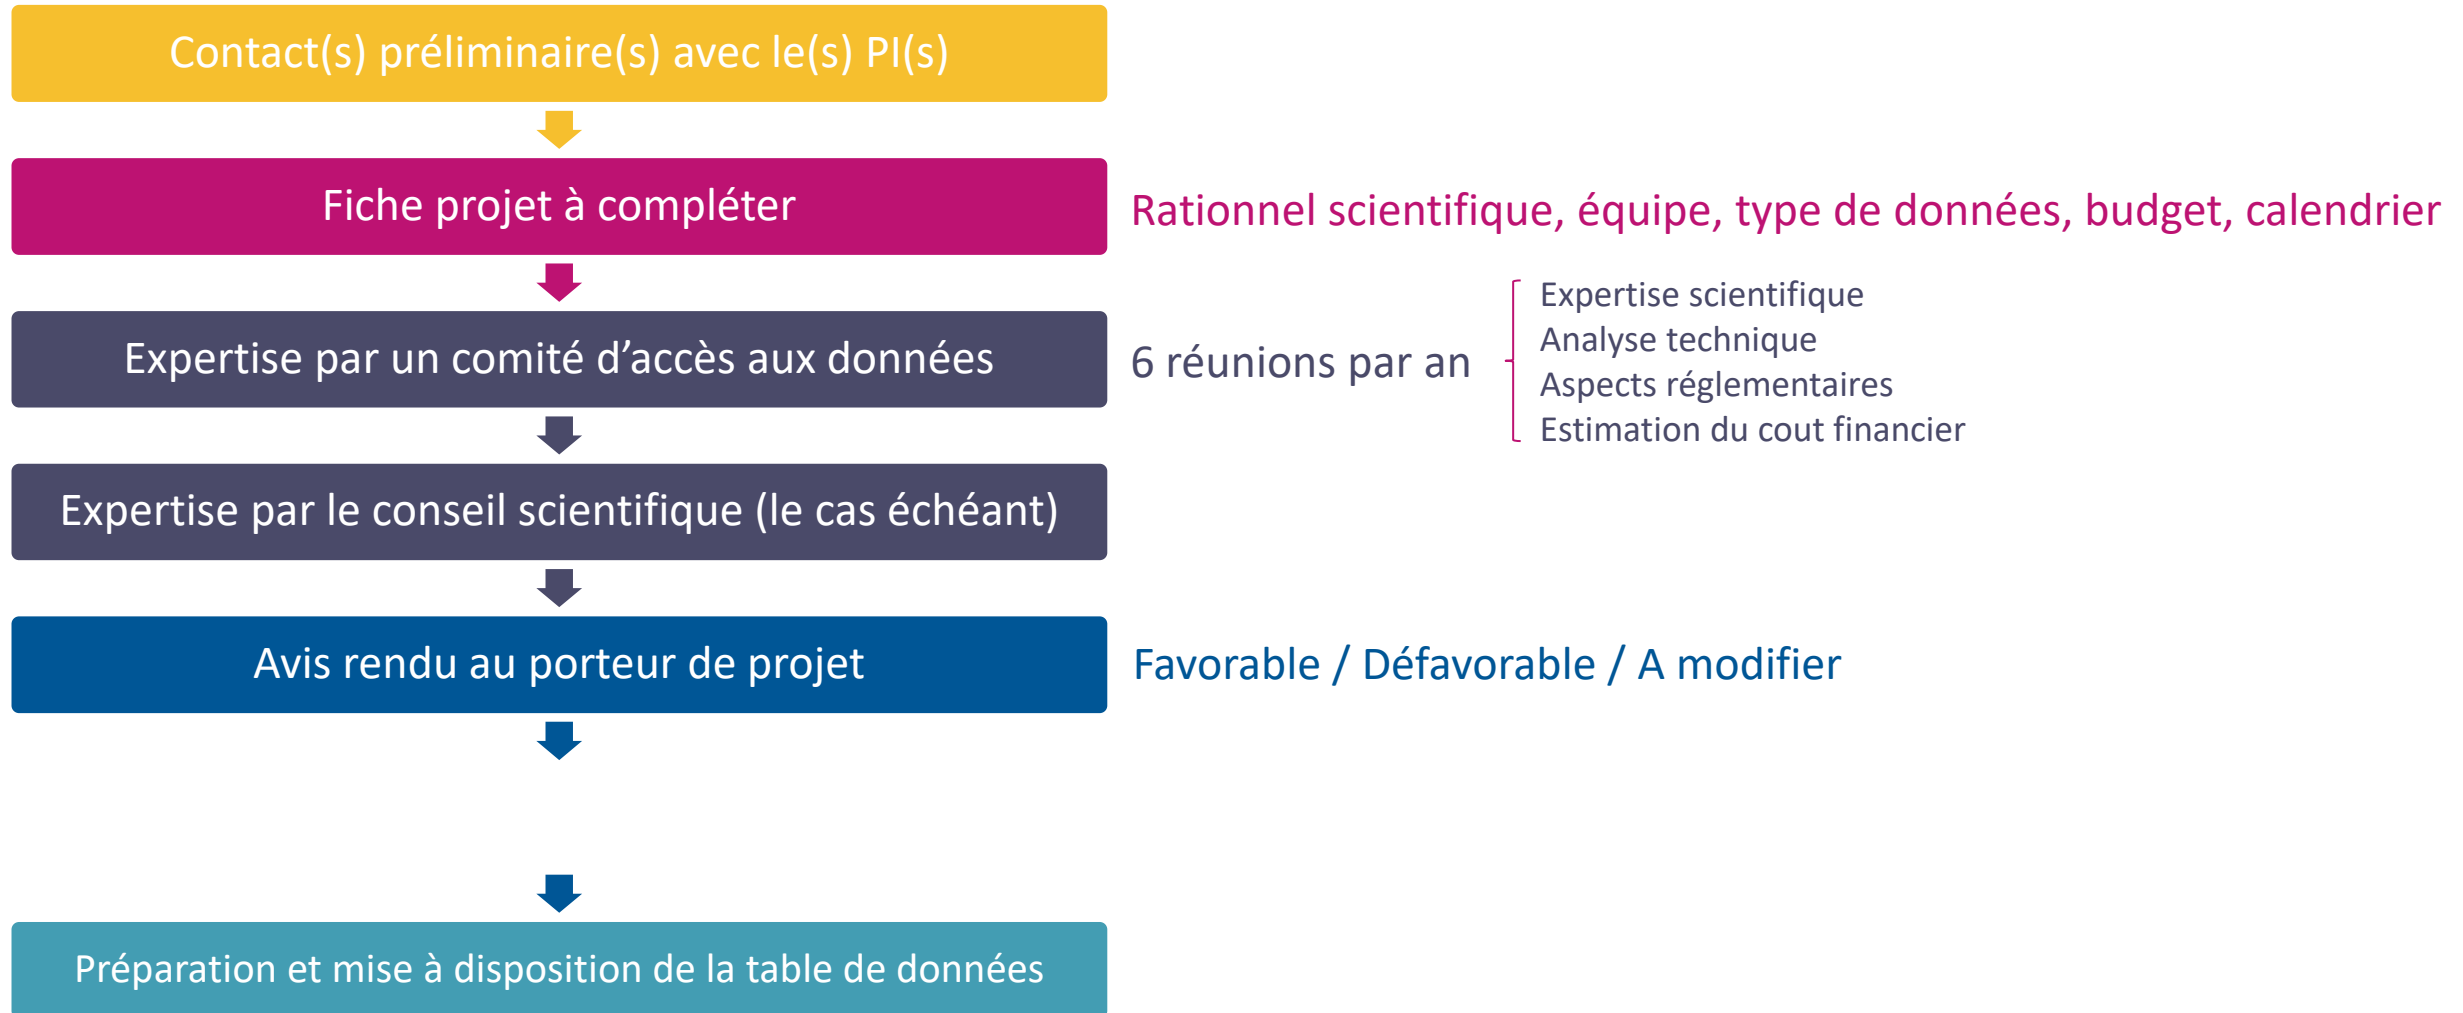 Contact(s) préliminaire(s) avec le(s) PI(s)
Fiche projet à compléter
Rationnel scientifique, équipe, type de données, budget, calendrier
Expertise par un comité d’accès aux données
6 réunions par an
Expertise scientifique
Analyse technique
Aspects réglementaires
Estimation du cout financier
Expertise par le conseil scientifique (le cas échéant)
Avis rendu au porteur de projet
Favorable / Défavorable / A modifier
Préparation et mise à disposition de la table de données